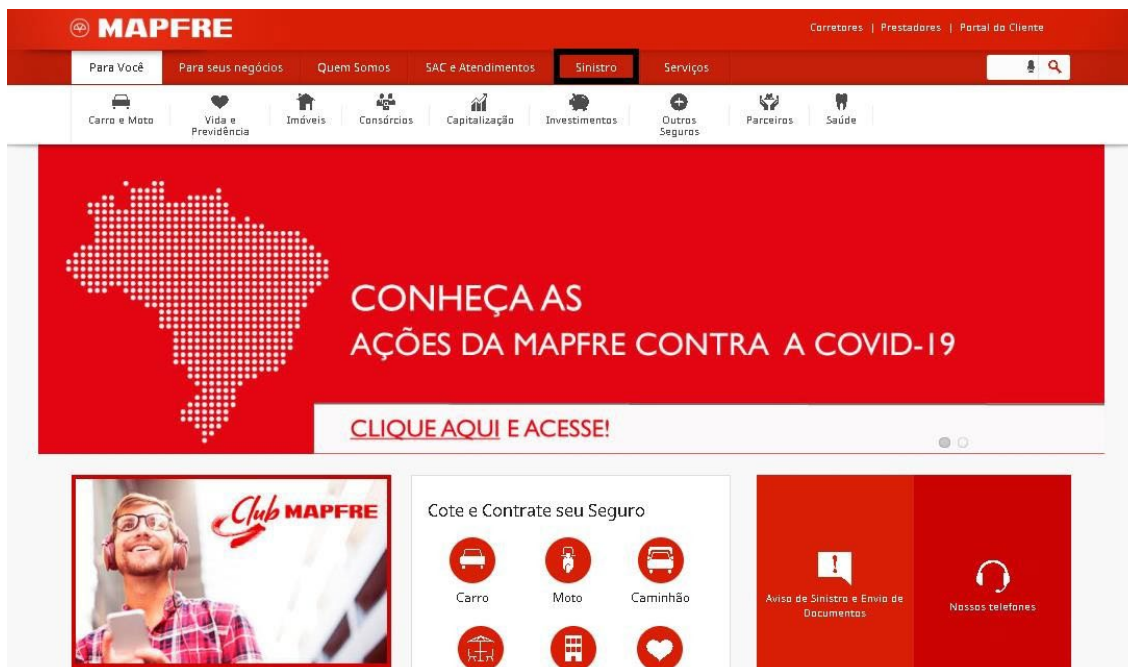 MAPFRE
Corretores | Prestadores | Portal do Cliente
Para Você Para seus negócios Quem Somos SAC e Atendimentos Sinistro Serviços
Carro e Moto Vida e Previdência Imóveis Consórcios Capitalização Investimentos Outros Seguros Parceiros Saúde
CONHEÇA AS
AÇÕES DA MAPFRE CONTRA A COVID-19
CLIQUE AQUI E ACESSE!
Club MAPFRE
Cote e Contrate seu Seguro
Carro Moto Caminhão
Aviso de Sinistro e Envio de
Documentos
Nossos telefones